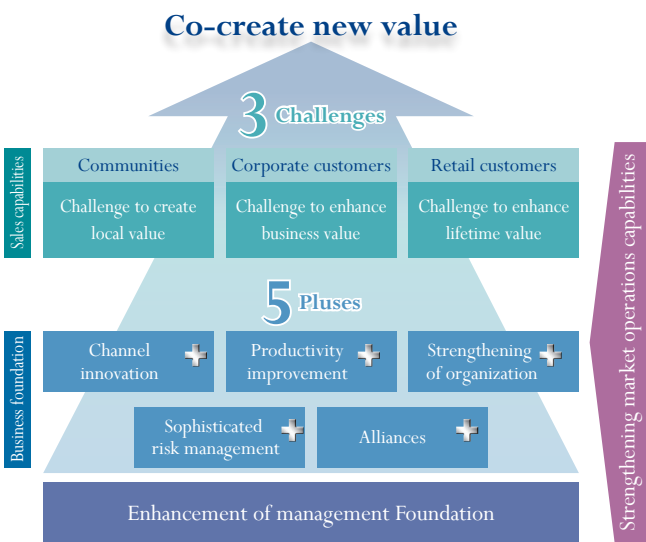 Co-create new value
3 Challenges
Sales capabilities
Communities
Challenge to create
local value
Corporate customers
Challenge to enhance
business value
Retail customers
Challenge to enhance
lifetime value
5 Pluses
Business foundation
Channel
innovation
Productivity
improvement
Strengthening
of organization
Sophisticated
risk management
Alliances
Enhancement of management Foundation
Strengthening market operations capabilities